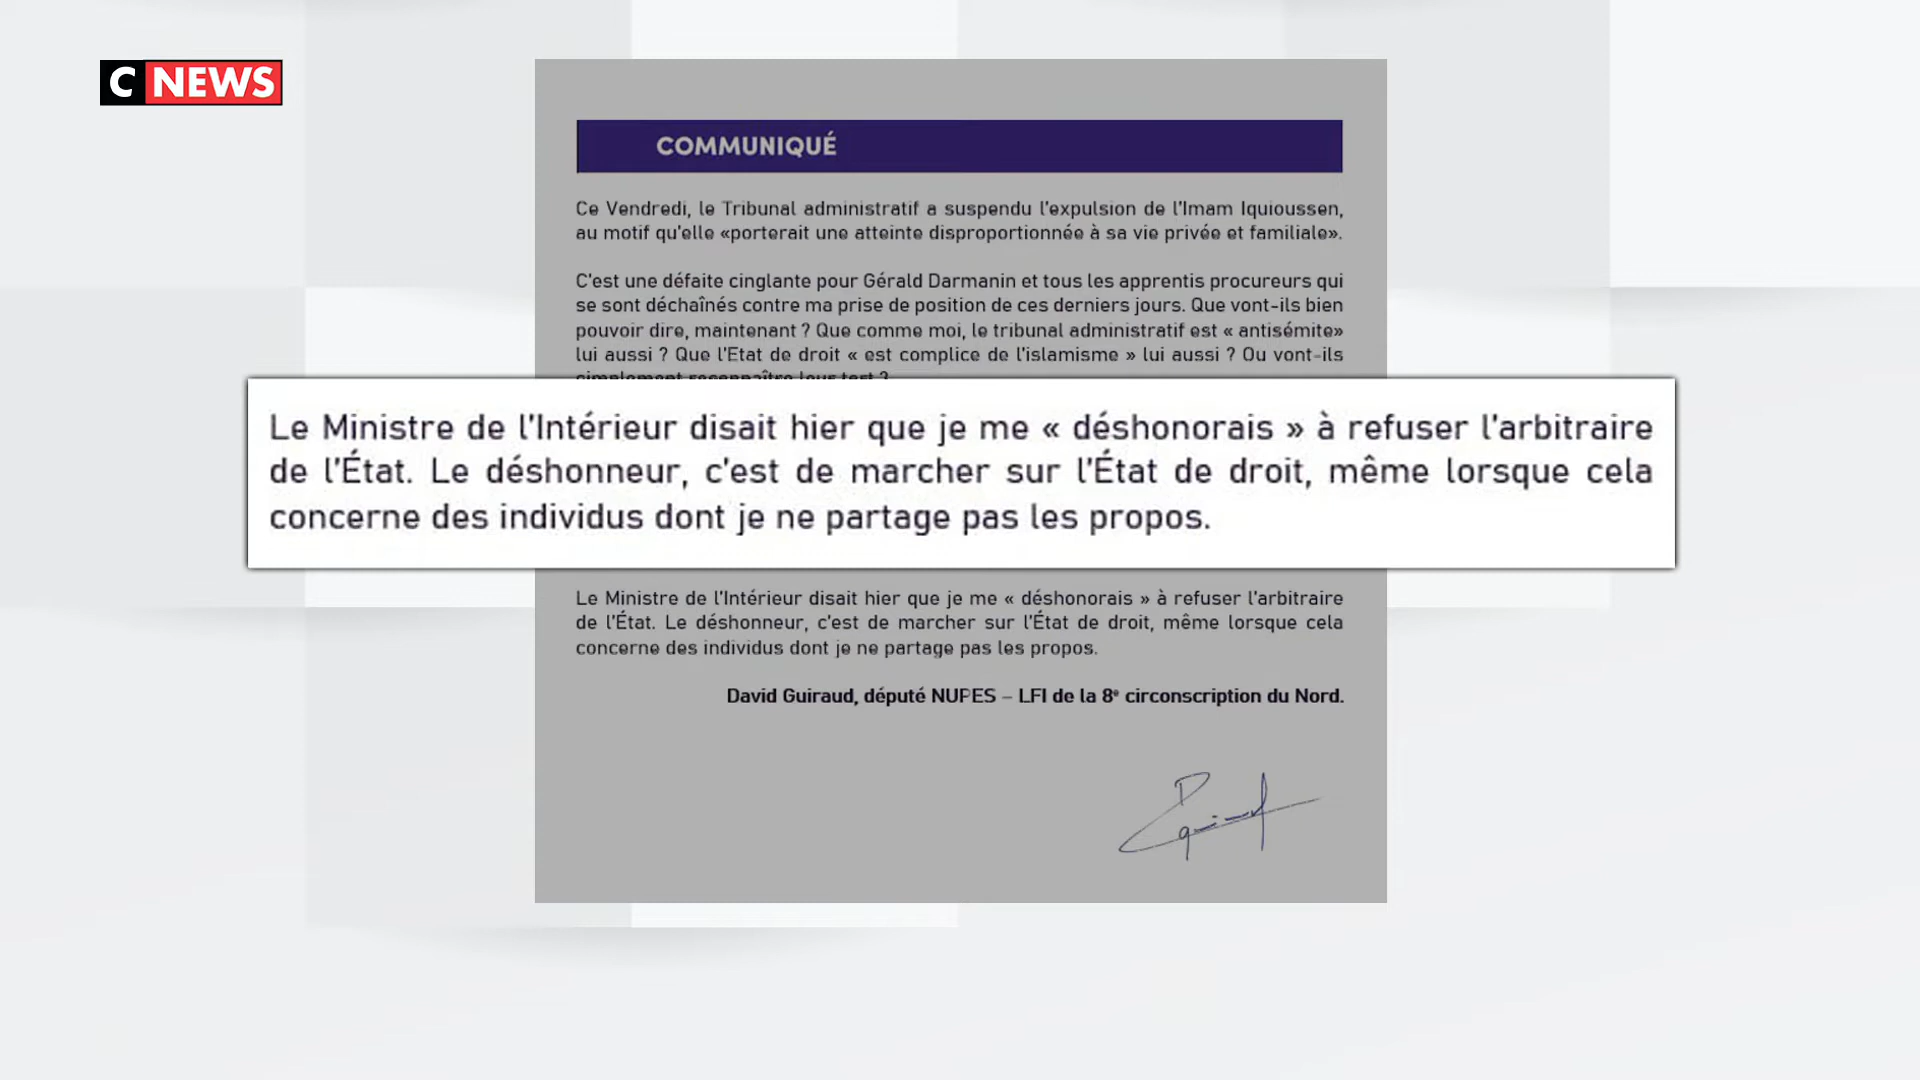 CNEWS
COMMUNIQUÉ
Ce Vendredi, le Tribunal administratif a suspendu l'expulsion de l'Imam Iquioussen,
au motif qu'elle «porterait une atteinte disproportionnée à sa vie privée et familiale».
C'est une défaite cinglante pour Gérald Darmanin et tous les apprentis procureurs qui
se sont déchaînés contre ma prise de position de ces derniers jours. Que vont-ils bien
pouvoir dire, maintenant ? Que comme moi, le tribunal administratif est « antisémite»
lui aussi ? Que l'Etat de droit « est complice de l'islamisme » lui aussi ? Ou vont-ils
simplement reconnaître leur
Le Ministre de l'Intérieur disait hier que je me « déshonorais » à refuser l'arbitraire
de l'État. Le déshonneur, c'est de marcher sur l'État de droit, même lorsque cela
concerne des individus dont je ne partage pas les propos.
Le Ministre de l'Intérieur disait hier que je me « déshonorais » à refuser l'arbitraire
de l'État. Le déshonneur, c'est de marcher sur l'État de droit, même lorsque cela
concerne des individus dont je ne partage pas les propos.
David Guiraud, député NUPES – LFI de la 8e circonscription du Nord.